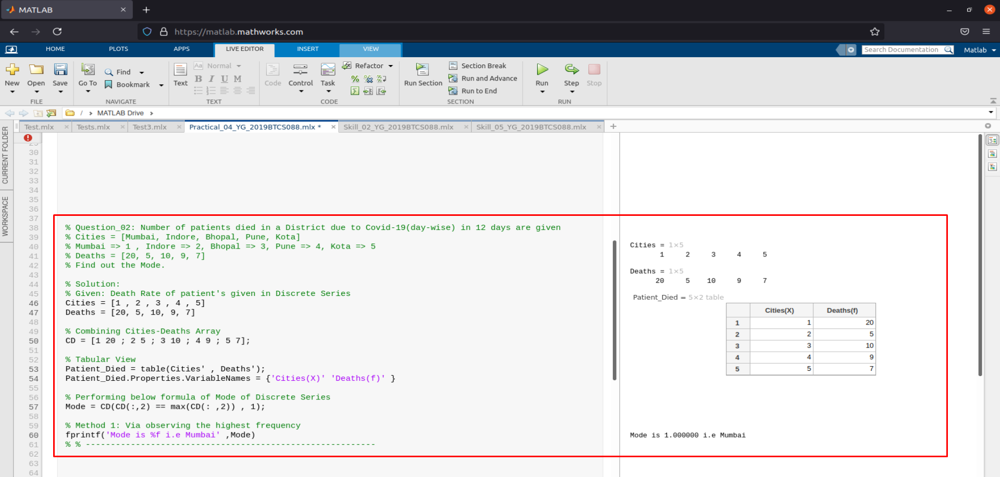 MATLAB
https://matlab.mathworks.com
HOME PLOTS APPS LIVE EDITOR INSERT VIEW
Search Documentation
Matlab
New Open Save
FILE
Go To Find Bookmark
NAVIGATE
Text Aa Normal
B I U M
TEXT
Code Control Task Refactor
CODE
Run Section Section Break
Run and Advance
Run to End
SECTION
Run Step Stop
RUN
/ MATLAB Drive
Test.mlx Tests.mlx Test3.mlx Practical_04_YG_2019BTCS088.mlx * Skill_02_YG_2019BTCS088.mlx Skill_05_YG_2019BTCS088.mlx
CURRENT FOLDER
WORKSPACE
29
30
31
32
33
34
35
36
37
38 % Question_02: Number of patients died in a District due to Covid-19(day-wise) in 12 days are given
39 % Cities = [Mumbai, Indore, Bhopal, Pune, Kota]
40 % Mumbai => 1 , Indore => 2, Bhopal => 3, Pune => 4, Kota => 5
41 % Deaths = [20, 5, 10, 9, 7]
42 % Find out the Mode.
43
44 % Solution:
45 % Given: Death Rate of patient's given in Discrete Series
46 Cities = [1 , 2 , 3 , 4 , 5]
47 Deaths = [20, 5, 10, 9, 7]
48
49 % Combining Cities-Deaths Array
50 CD = [1 20 ; 2 5 ; 3 10 ; 4 9 ; 5 7];
51
52 % Tabular View
53 Patient_Died = table(Cities' , Deaths');
54 Patient_Died.Properties.VariableNames = {'Cities(X)' 'Deaths(f)' }
55
56 % Performing below formula of Mode of Discrete Series
57 Mode = CD(CD(:,2) == max(CD(: ,2)) , 1);
58
59 % Method 1: Via observing the highest frequency
60 fprintf('Mode is %f i.e Mumbai' ,Mode)
61 % % ----------------------------------------------------------
62
63
64
Cities = 1×5
1 2 3 4 5
Deaths = 1×5
20 5 10 9 7
Patient_Died = 5×2 table
Cities(X) Deaths(f)
1 1 20
2 2 5
3 3 10
4 4 9
5 5 7
Mode is 1.000000 i.e Mumbai